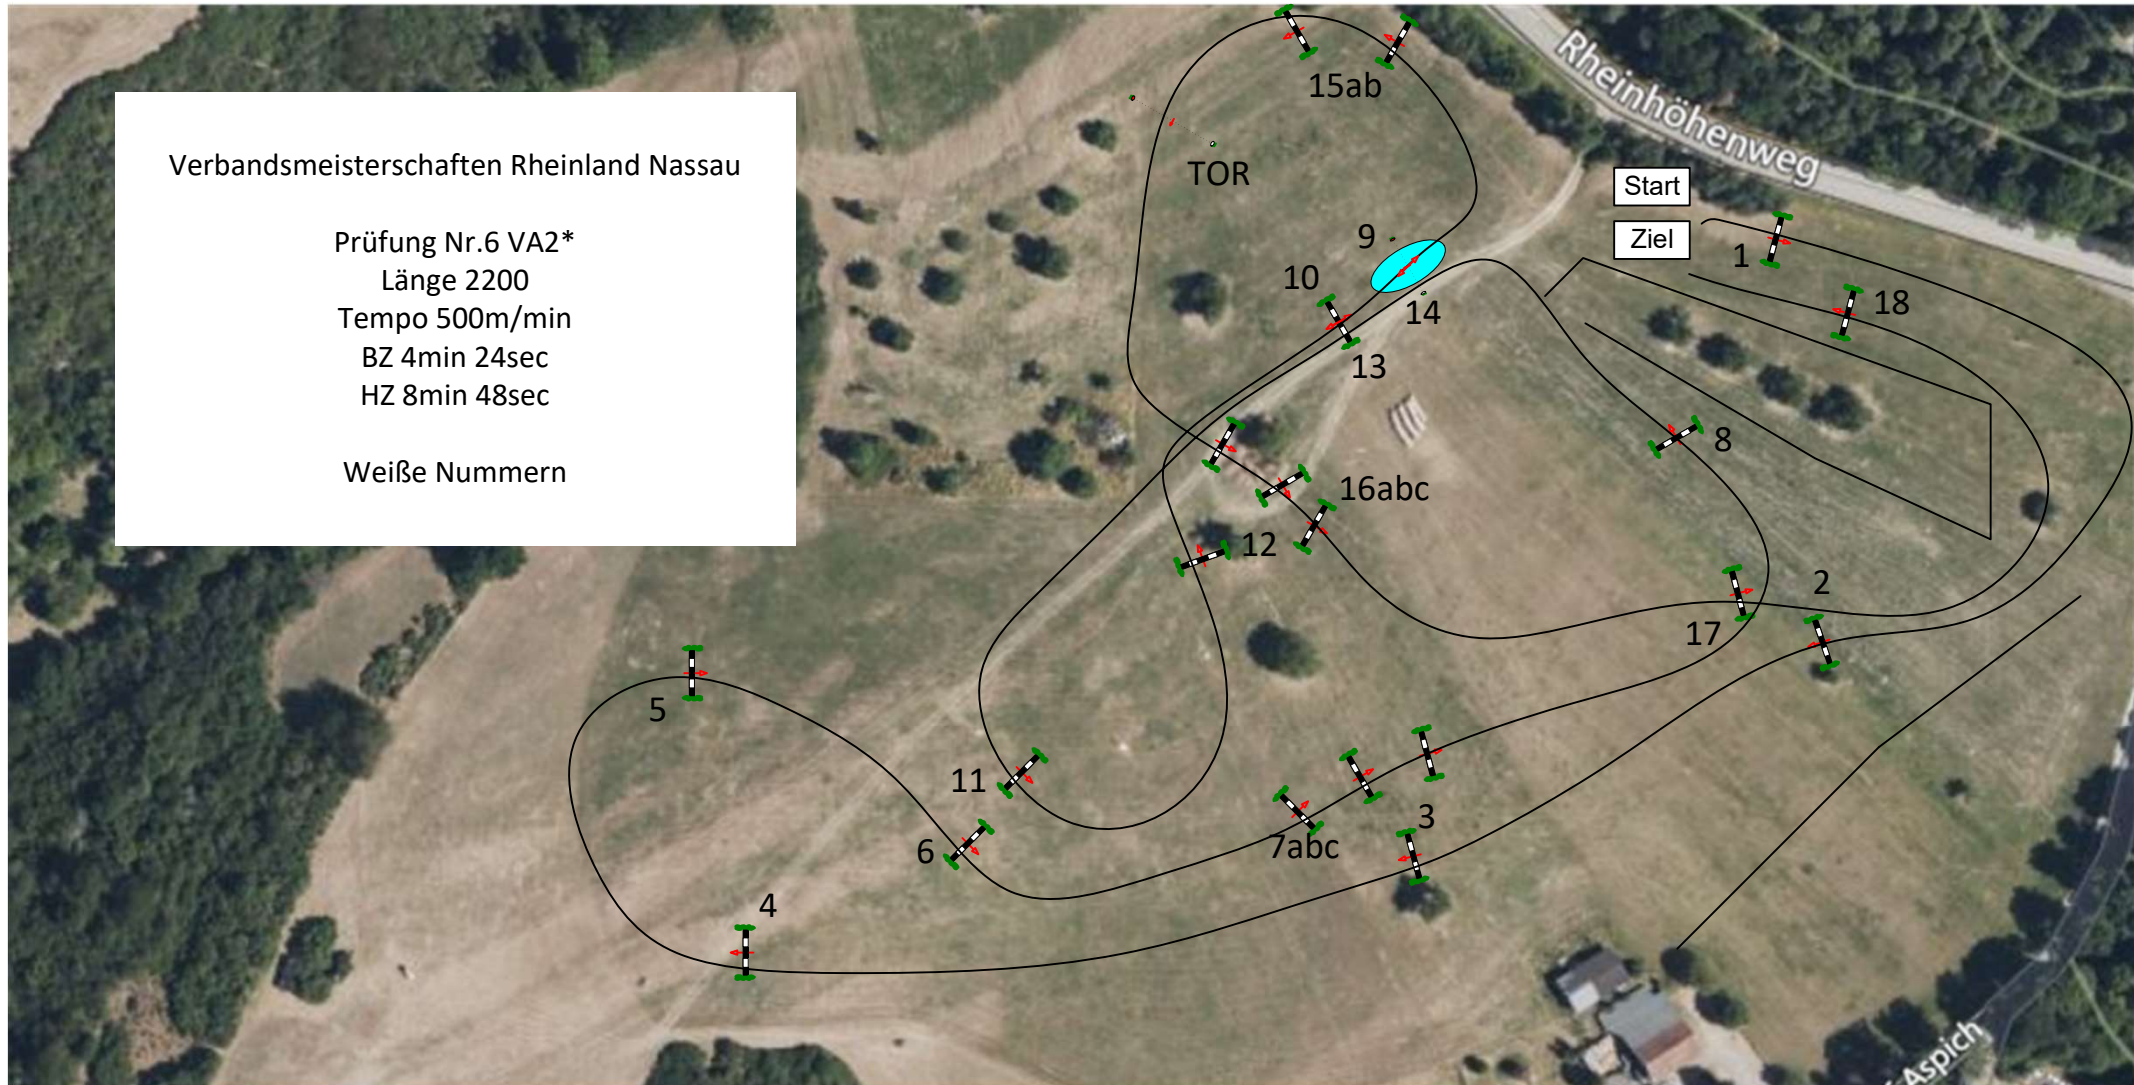 Verbandsmeisterschaften Rheinland Nassau
Prüfung Nr.6 VA2*
Länge 2200
Tempo 500m/min
BZ 4min 24sec
HZ 8min 48sec
Weiße Nummern
Rheinhöhenweg
15ab
TOR
Start
Ziel
1
9
10
14
18
13
8
16abc
12
2
17
5
11
3
6
7abc
4
Aspich